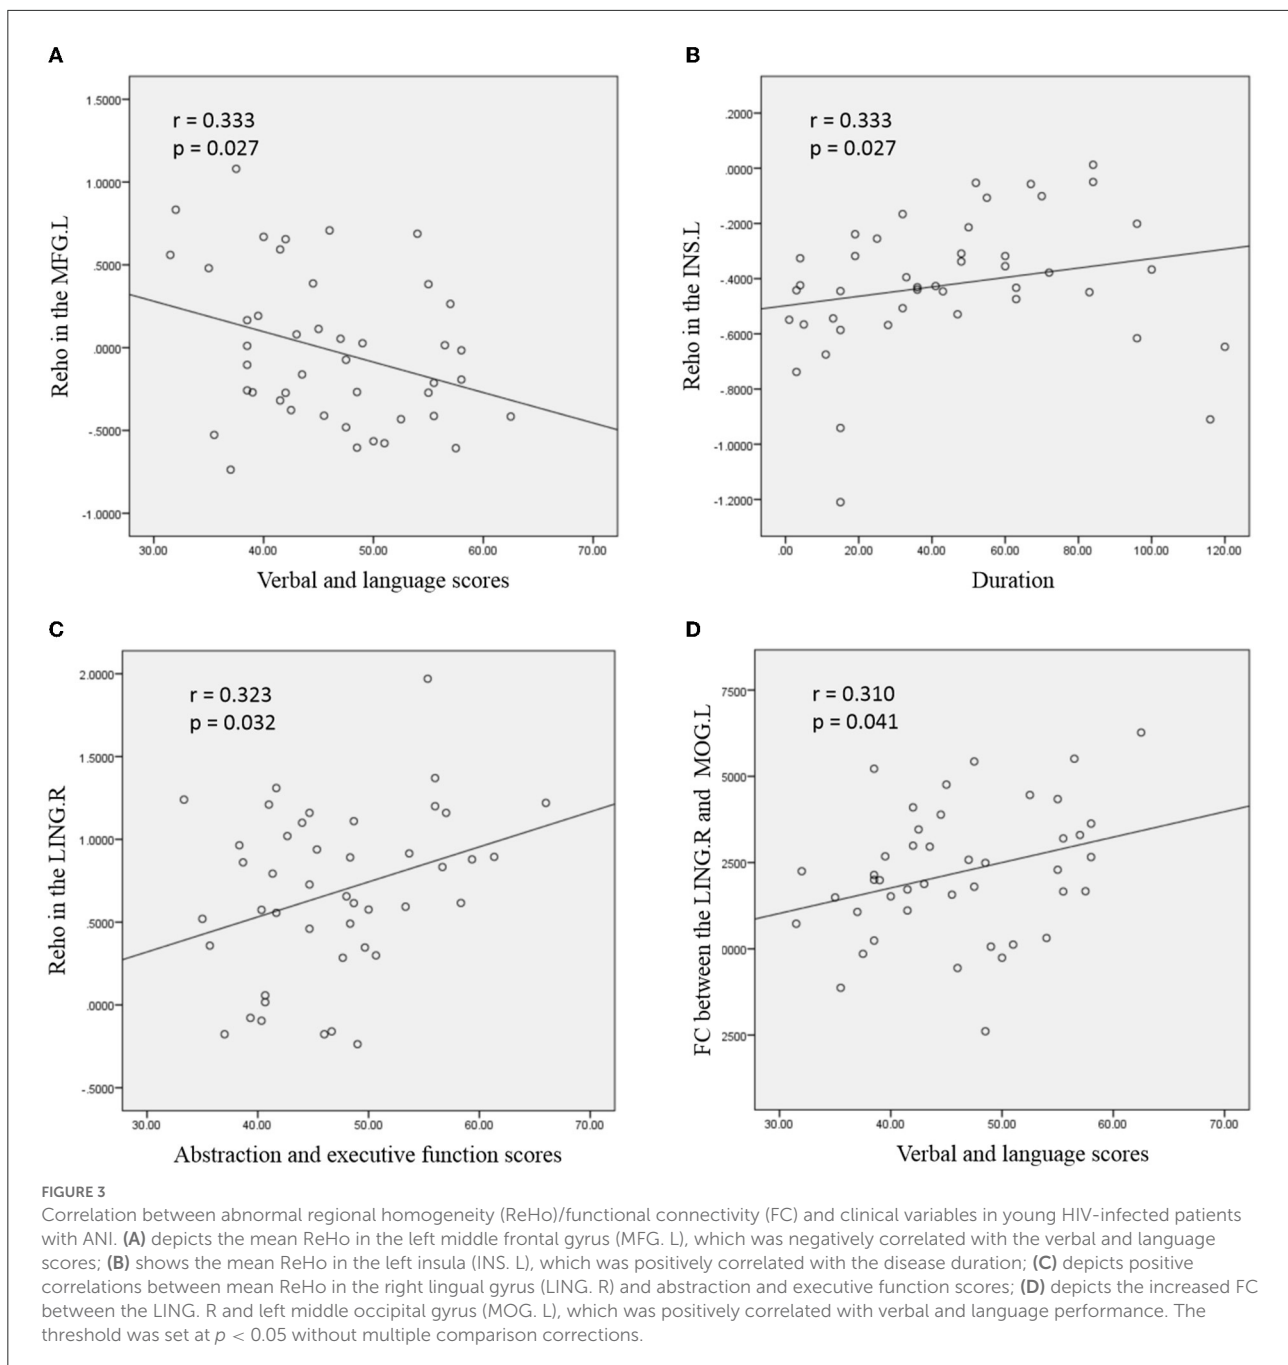 A
r = 0.333
p = 0.027
Reho in the MFG.L
1.5000
1.0000
.5000
.0000
-.5000
-1.0000
30.00 40.00 50.00 60.00 70.00
Verbal and language scores
B
r = 0.333
p = 0.027
Reho in the INS.L
.2000
.0000
-.2000
-.4000
-.6000
-.8000
-1.0000
-1.2000
.00 20.00 40.00 60.00 80.00 100.00 120.00
Duration
C
r = 0.323
p = 0.032
Reho in the LING.R
2.0000
1.5000
1.0000
.5000
.0000
-.5000
30.00 40.00 50.00 60.00 70.00
Abstraction and executive function scores
D
r = 0.310
p = 0.041
FC between the LING.R and MOG.L
7500
5000
2500
0000
2500
30.00 40.00 50.00 60.00 70.00
Verbal and language scores
FIGURE 3
Correlation between abnormal regional homogeneity (ReHo)/functional connectivity (FC) and clinical variables in young HIV-infected patients
with ANI. (A) depicts the mean ReHo in the left middle frontal gyrus (MFG. L), which was negatively correlated with the verbal and language
scores; (B) shows the mean ReHo in the left insula (INS. L), which was positively correlated with the disease duration; (C) depicts positive
correlations between mean ReHo in the right lingual gyrus (LING. R) and abstraction and executive function scores; (D) depicts the increased FC
between the LING. R and left middle occipital gyrus (MOG. L), which was positively correlated with verbal and language performance. The
threshold was set at p < 0.05 without multiple comparison corrections.